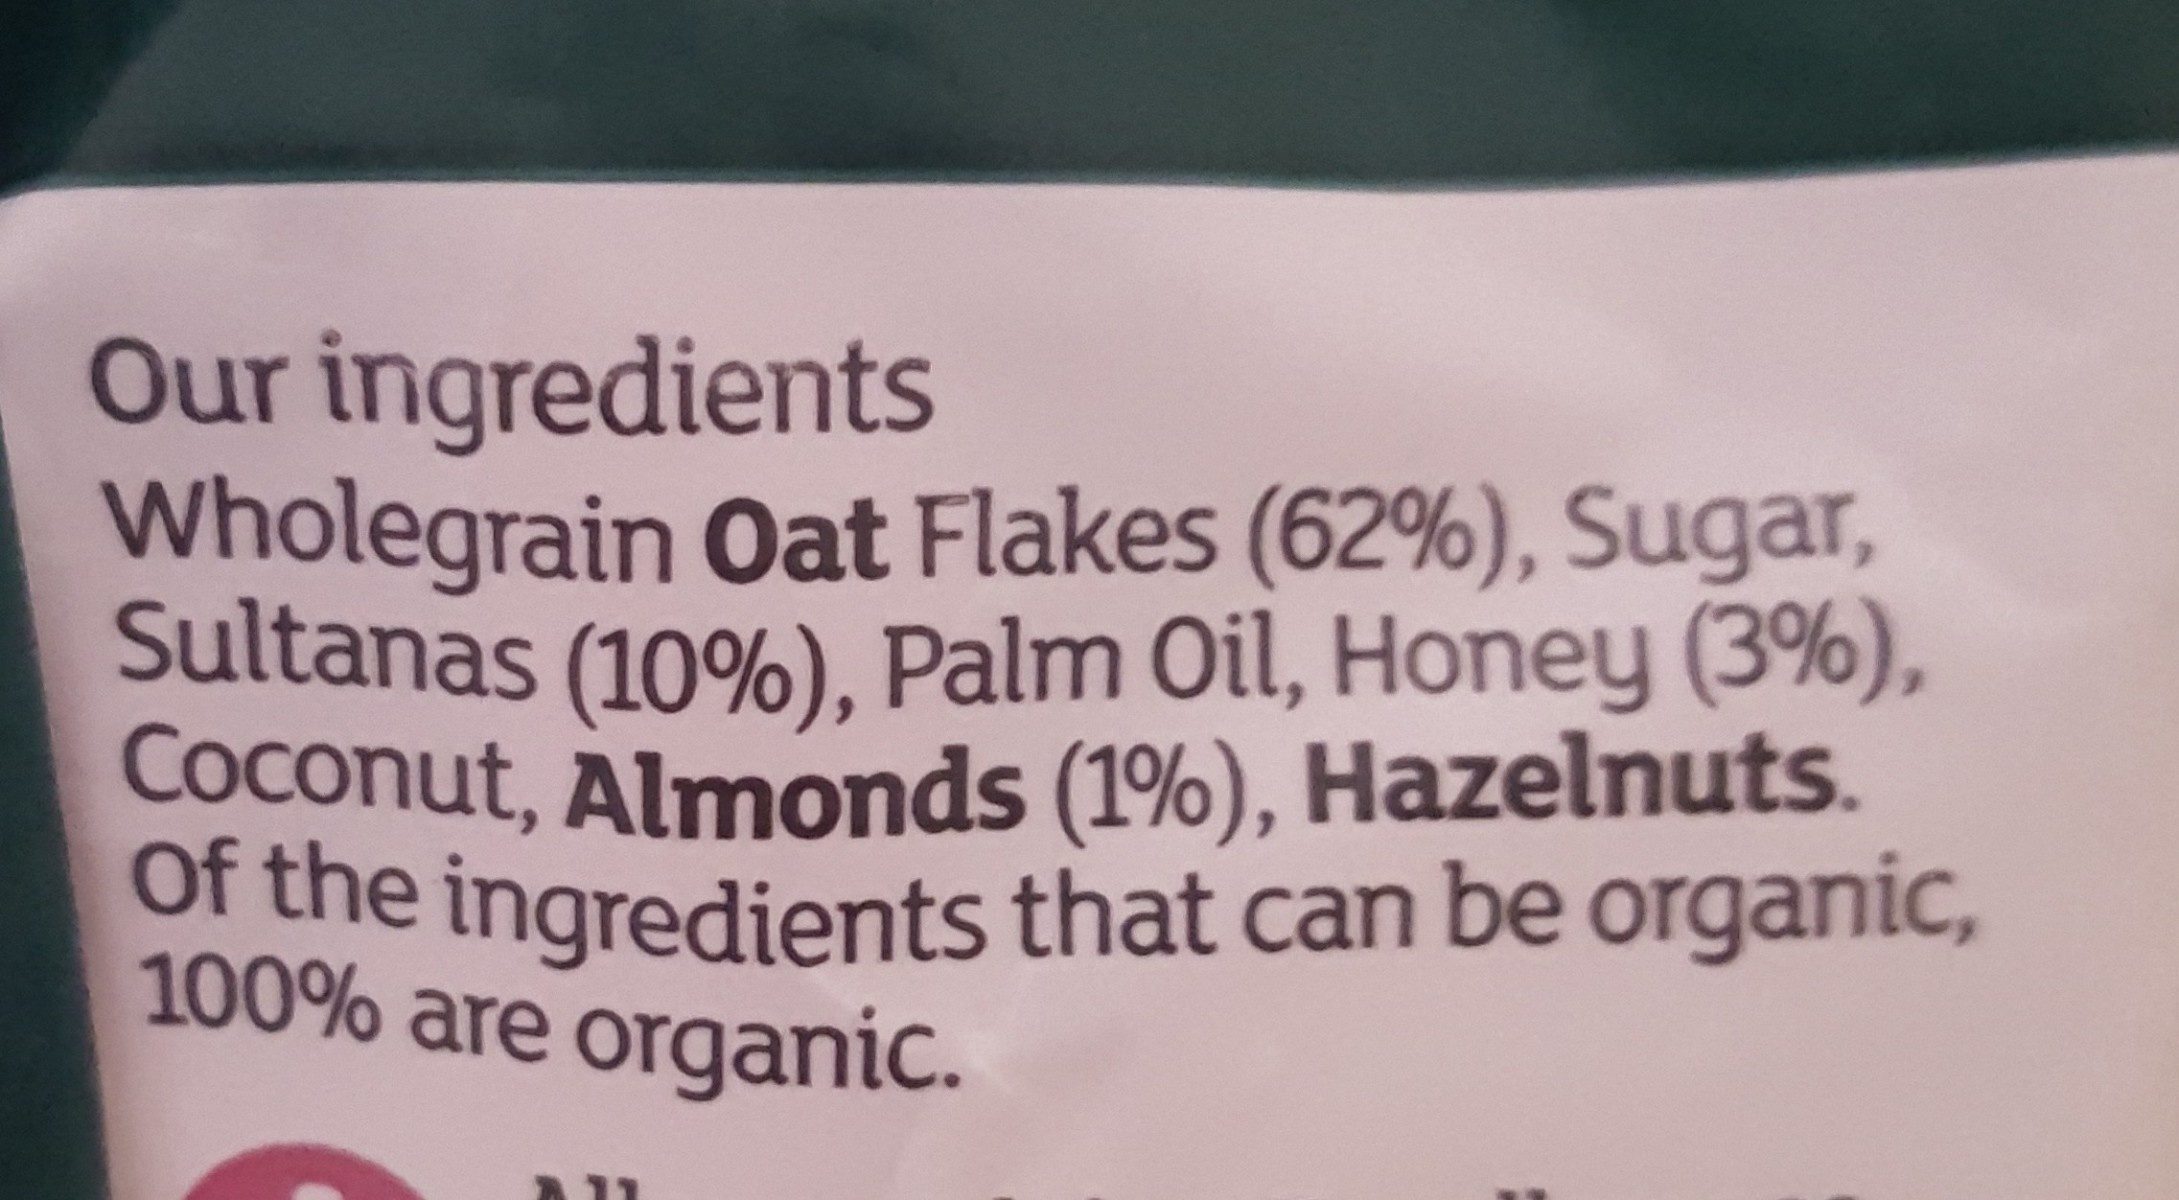 Our ingredients
Wholegrain Oat Flakes (62%), Sugar,
Sultanas (10%), Palm Oil, Honey (3%),
Coconut, Almonds (1%), Hazelnuts.
Of the ingredients that can be organic,
100% are organic.